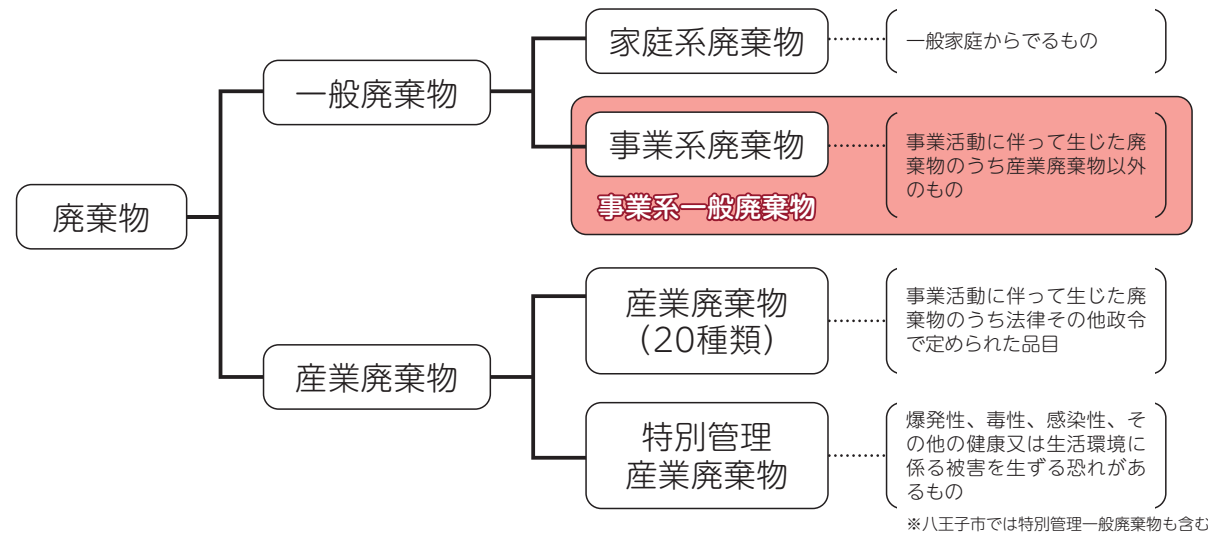 廃棄物
一般廃棄物
家庭系廃棄物
一般家庭からでるもの
事業系廃棄物
事業活動に伴って生じた廃
棄物のうち産業廃棄物以外
のもの
事業系一般廃棄物
産業廃棄物
産業廃棄物
（20種類）
事業活動に伴って生じた廃
棄物のうち法律その他政令
で定められた品目
特別管理
産業廃棄物
爆発性、毒性、感染性、そ
の他の健康又は生活環境に
係る被害を生ずる恐れがあ
るもの
※八王子市では特別管理一般廃棄物も含む